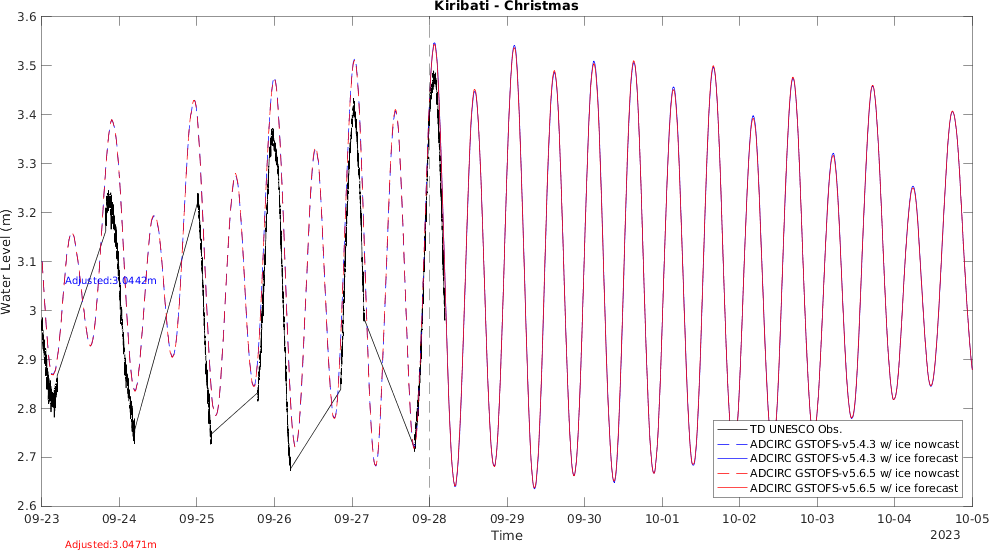 Kiribati - Christmas
3.6
3.5
3.4
3.3
3.2
3.1
3
2.9
2.8
2.7
2.6
Water Level (m)
Adjusted:3.0442m
TD UNESCO Obs.
ADCIRC GSTOFS-v5.4.3 w/ ice nowcast
ADCIRC GSTOFS-v5.4.3 w/ ice forecast
ADCIRC GSTOFS-v5.6.5 w/ ice nowcast
ADCIRC GSTOFS-v5.6.5 w/ ice forecast
09-23 09-24 09-25 09-26 09-27 09-28 09-29 09-30 10-01 10-02 10-03 10-04 10-05
Time
2023
Adjusted:3.0471m